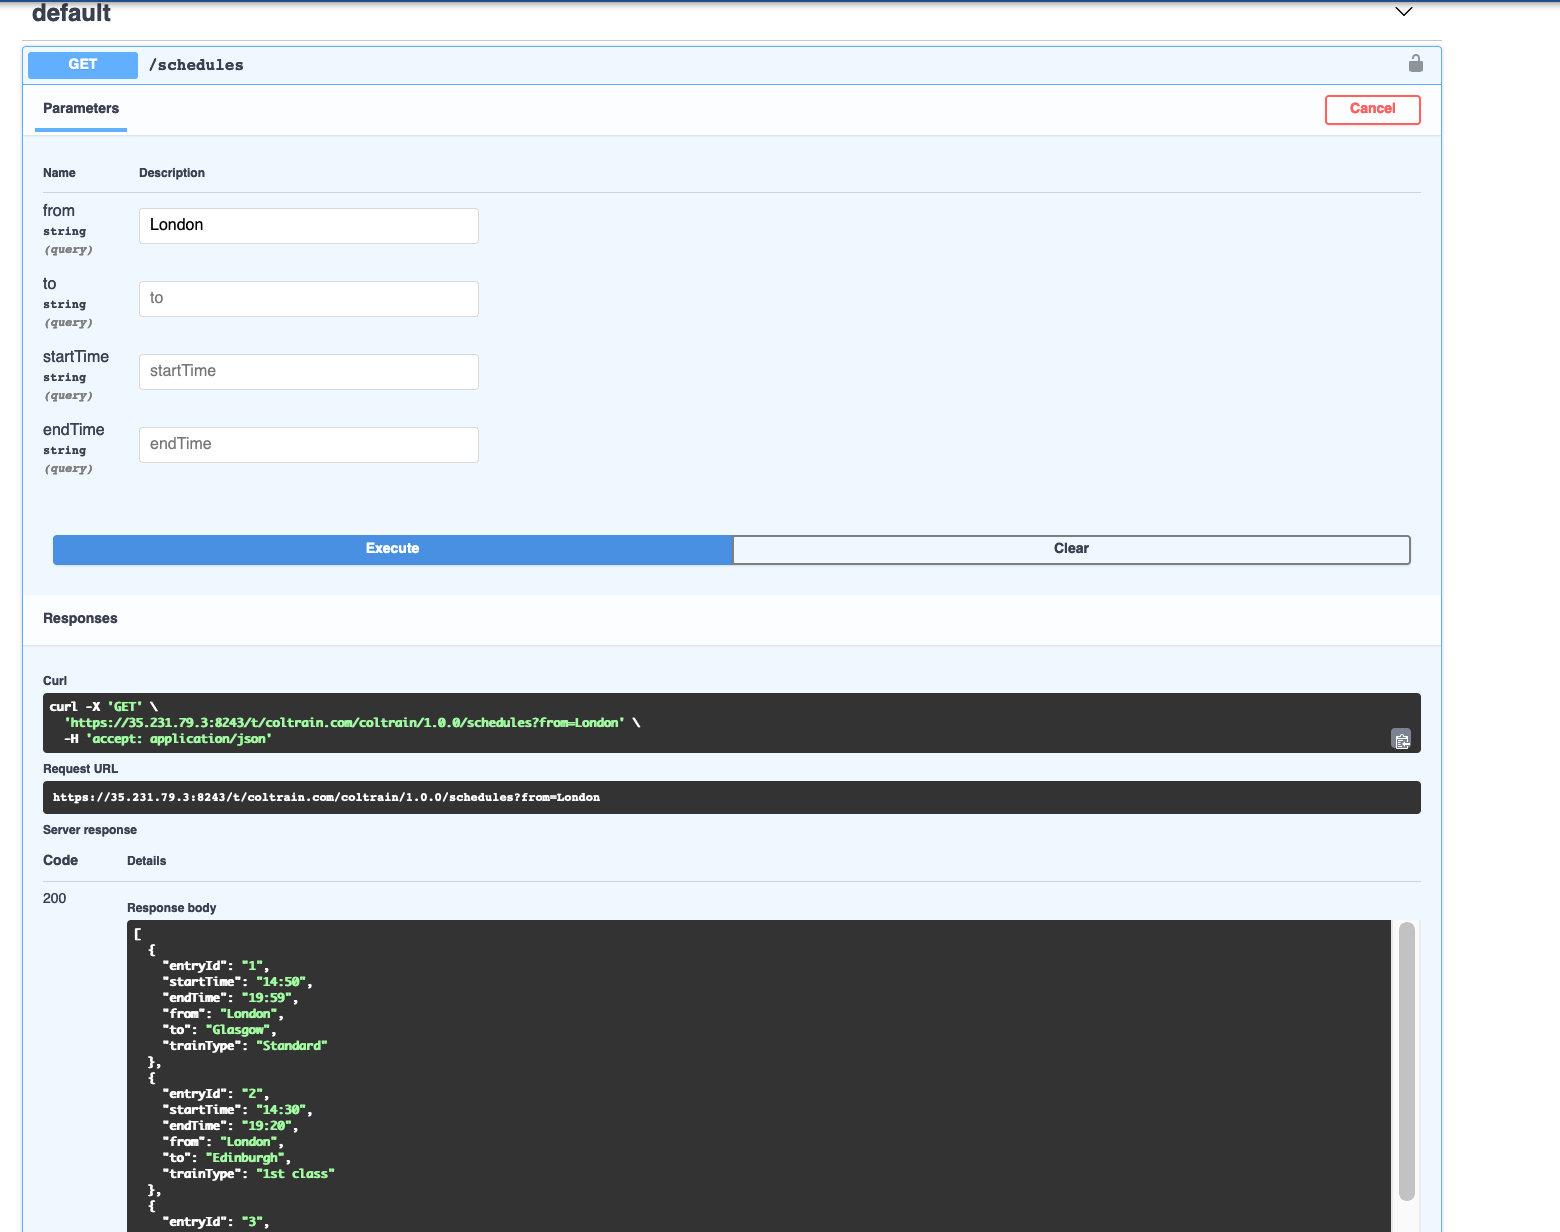 default
GET /schedules
Parameters
Cancel
Name Description
from
string
(query)
London
to
string
(query)
to
startTime
string
(query)
startTime
endTime
string
(query)
endTime
Execute Clear
Responses
Curl
curl -X 'GET' \
  'https://35.231.79.3:8243/t/coltrain.com/coltrain/1.0.0/schedules?from=London' \
  -H 'accept: application/json'
Request URL
https://35.231.79.3:8243/t/coltrain.com/coltrain/1.0.0/schedules?from=London
Server response
Code Details
200
Response body
[
  {
    "entryId": "1",
    "startTime": "14:50",
    "endTime": "19:59",
    "from": "London",
    "to": "Glasgow",
    "trainType": "Standard"
  },
  {
    "entryId": "2",
    "startTime": "14:30",
    "endTime": "19:20",
    "from": "London",
    "to": "Edinburgh",
    "trainType": "1st class"
  },
  {
    "entryId": "3",